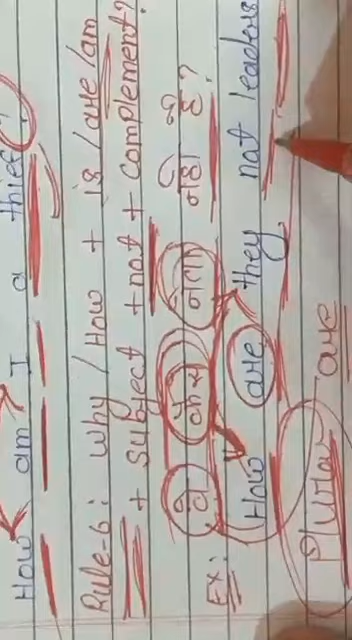 How am I a thief?
Rule-6: Why / How + is / are / am
+ Subject + not + Complement?
Ex: वे कैसे नेता नहीं हैं?
How are they not leaders
Plural are